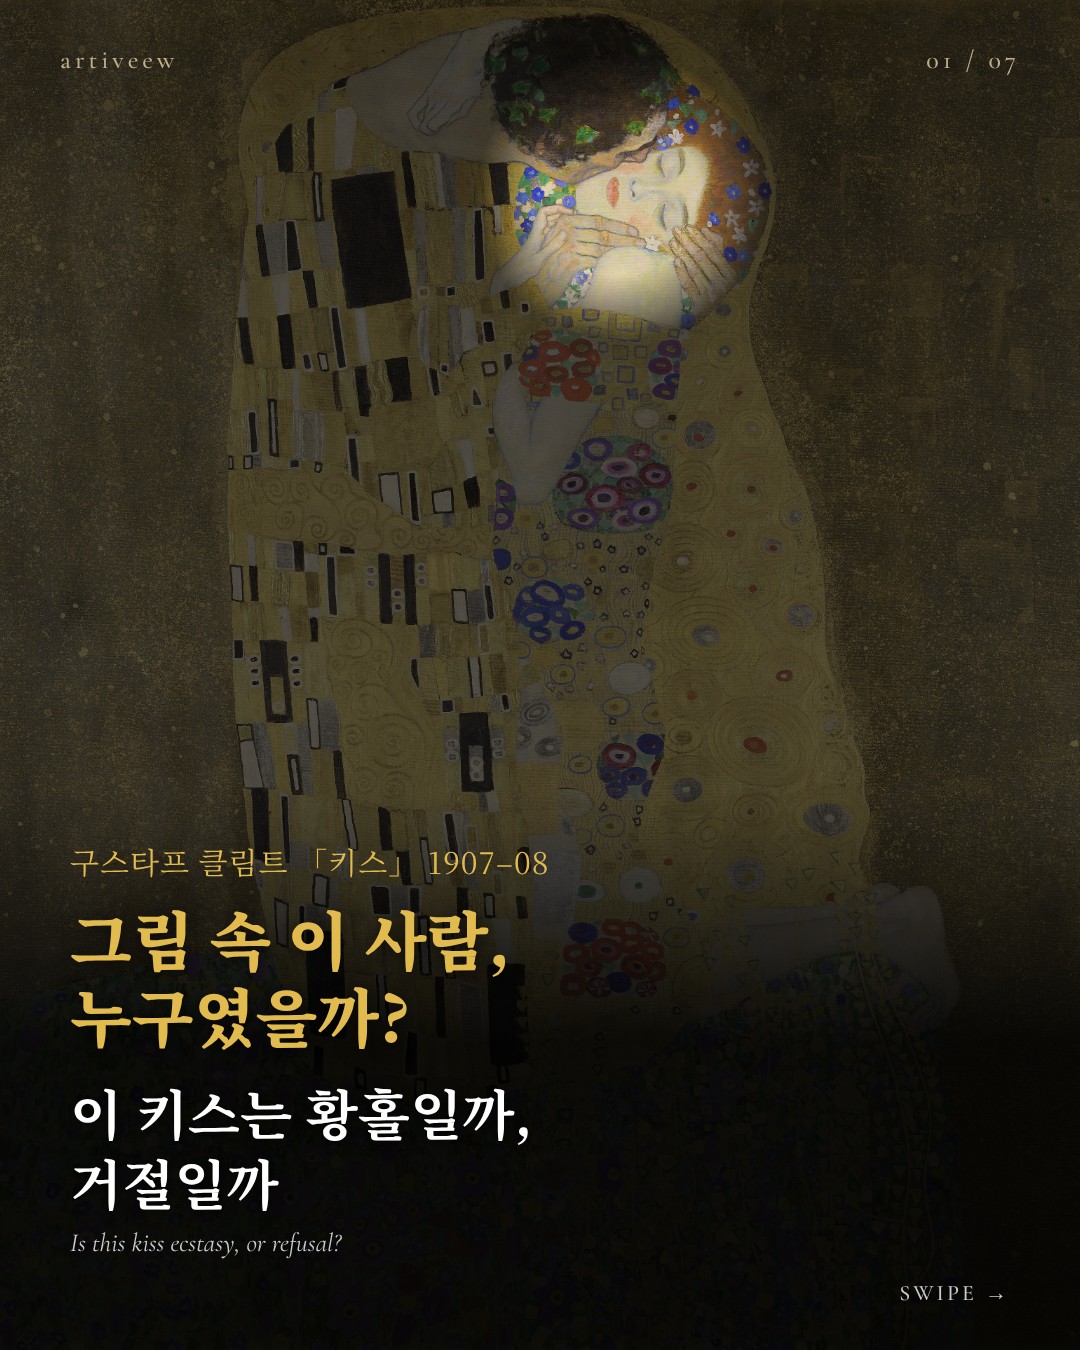 artiveew
01 / 07
구스타프 클림트 「키스」 1907–08
그림 속 이 사람,
누구였을까?
이 키스는 황홀일까,
거절일까
Is this kiss ecstasy, or refusal?
SWIPE →